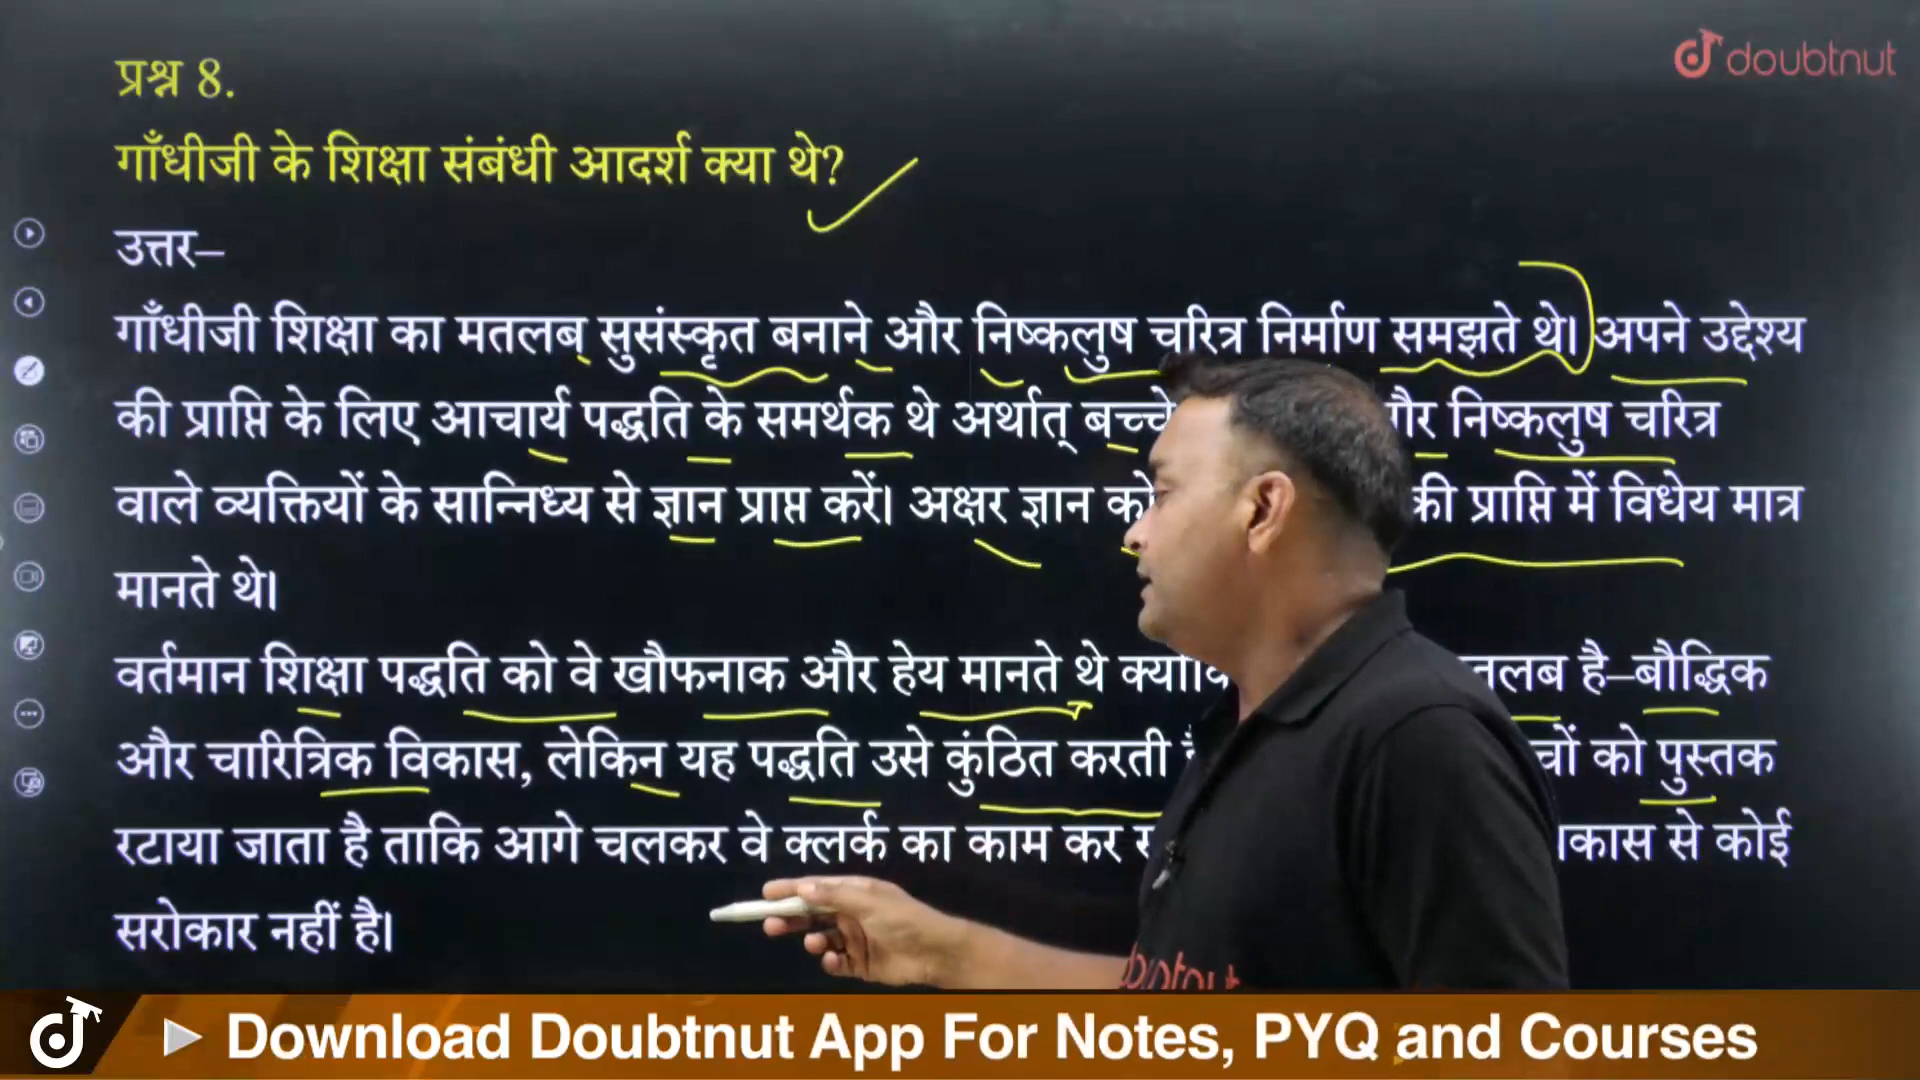 doubtnut
प्रश्न 8.
गाँधीजी के शिक्षा संबंधी आदर्श क्या थे?
उत्तर–
गाँधीजी शिक्षा का मतलब सुसंस्कृत बनाने और निष्कलुष चरित्र निर्माण समझते थे। अपने उद्देश्य
की प्राप्ति के लिए आचार्य पद्धति के समर्थक थे अर्थात् बच्चे निष्कलुष चरित्र
वाले व्यक्तियों के सान्निध्य से ज्ञान प्राप्त करें। अक्षर ज्ञान को की प्राप्ति में विधेय मात्र
मानते थे।
वर्तमान शिक्षा पद्धति को वे खौफनाक और हेय मानते थे है–बौद्धिक
और चारित्रिक विकास, लेकिन यह पद्धति उसे कुंठित करती को पुस्तक
रटाया जाता है ताकि आगे चलकर वे क्लर्क का काम कर से कोई
सरोकार नहीं है।
doubtnut
Download Doubtnut App For Notes, PYQ and Courses